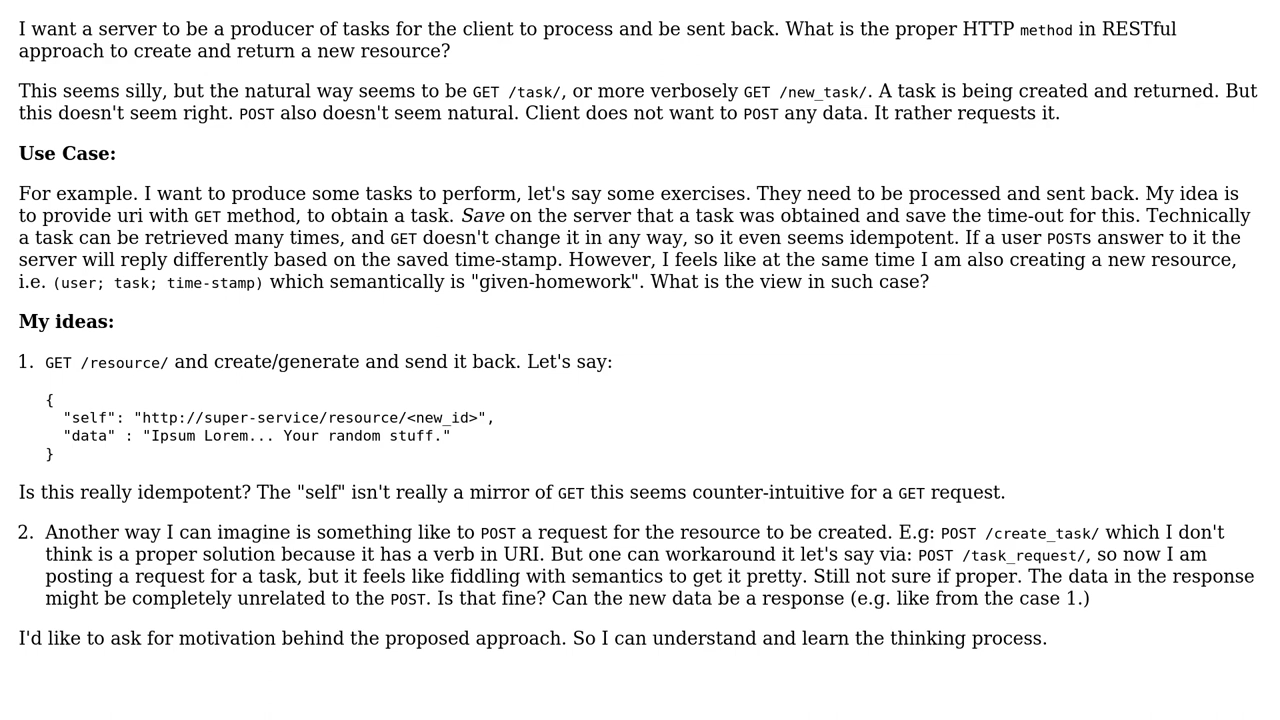 I want a server to be a producer of tasks for the client to process and be sent back. What is the proper HTTP method in RESTful
approach to create and return a new resource?
This seems silly, but the natural way seems to be GET /task/, or more verbosely GET /new_task/. A task is being created and returned. But
this doesn't seem right. POST also doesn't seem natural. Client does not want to POST any data. It rather requests it.
Use Case:
For example. I want to produce some tasks to perform, let's say some exercises. They need to be processed and sent back. My idea is
to provide uri with GET method, to obtain a task. Save on the server that a task was obtained and save the time-out for this. Technically
a task can be retrieved many times, and GET doesn't change it in any way, so it even seems idempotent. If a user POSTs answer to it the
server will reply differently based on the saved time-stamp. However, I feels like at the same time I am also creating a new resource,
i.e. (user; task; time-stamp) which semantically is "given-homework". What is the view in such case?
My ideas:
1. GET /resource/ and create/generate and send it back. Let's say:
{
  "self": "http://super-service/resource/<new_id>",
  "data" : "Ipsum Lorem... Your random stuff."
}
Is this really idempotent? The "self" isn't really a mirror of GET this seems counter-intuitive for a GET request.
2. Another way I can imagine is something like to POST a request for the resource to be created. E.g: POST /create_task/ which I don't
think is a proper solution because it has a verb in URI. But one can workaround it let's say via: POST /task_request/, so now I am
posting a request for a task, but it feels like fiddling with semantics to get it pretty. Still not sure if proper. The data in the response
might be completely unrelated to the POST. Is that fine? Can the new data be a response (e.g. like from the case 1.)
I'd like to ask for motivation behind the proposed approach. So I can understand and learn the thinking process.